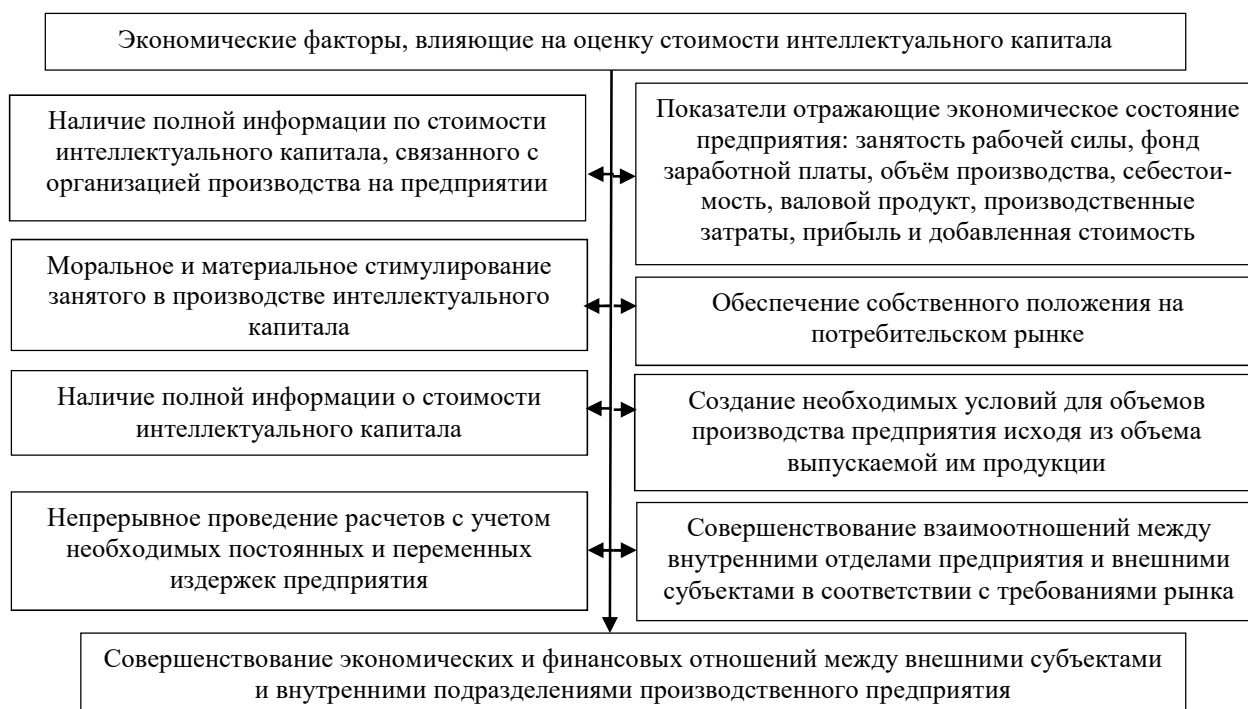 Экономические факторы, влияющие на оценку стоимости интеллектуального капитала
Наличие полной информации по стоимости
интеллектуального капитала, связанного с
организацией производства на предприятии
Показатели отражающие экономическое состояние
предприятия: занятость рабочей силы, фонд
заработной платы, объём производства, себестои-
мость, валовой продукт, производственные
затраты, прибыль и добавленная стоимость
Моральное и материальное стимулирование
занятого в производстве интеллектуального
капитала
Обеспечение собственного положения на
потребительском рынке
Наличие полной информации о стоимости
интеллектуального капитала
Создание необходимых условий для объемов
производства предприятия исходя из объема
выпускаемой им продукции
Непрерывное проведение расчетов с учетом
необходимых постоянных и переменных
издержек предприятия
Совершенствование взаимоотношений между
внутренними отделами предприятия и внешними
субъектами в соответствии с требованиями рынка
Совершенствование экономических и финансовых отношений между внешними субъектами
и внутренними подразделениями производственного предприятия